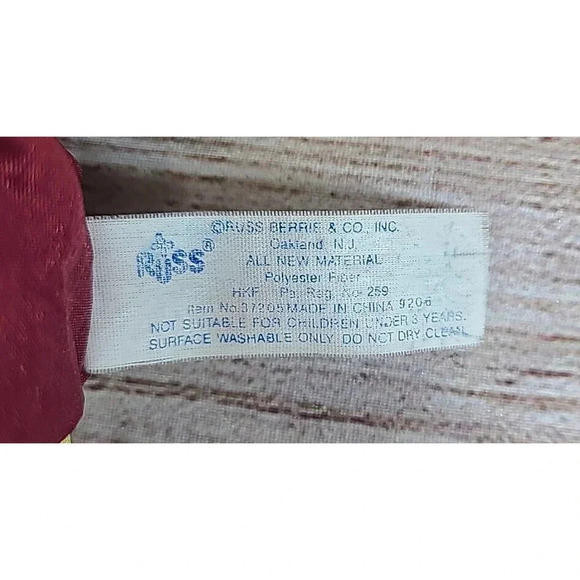 RUSS®
©RUSS BERRIE & CO., INC.
Oakland, N.J.
ALL NEW MATERIAL
Polyester Fiber
HKF Pa. Reg. No. 259
Item No.37205 MADE IN CHINA 9206
NOT SUITABLE FOR CHILDREN UNDER 3 YEARS.
SURFACE WASHABLE ONLY. DO NOT DRY CLEAN.